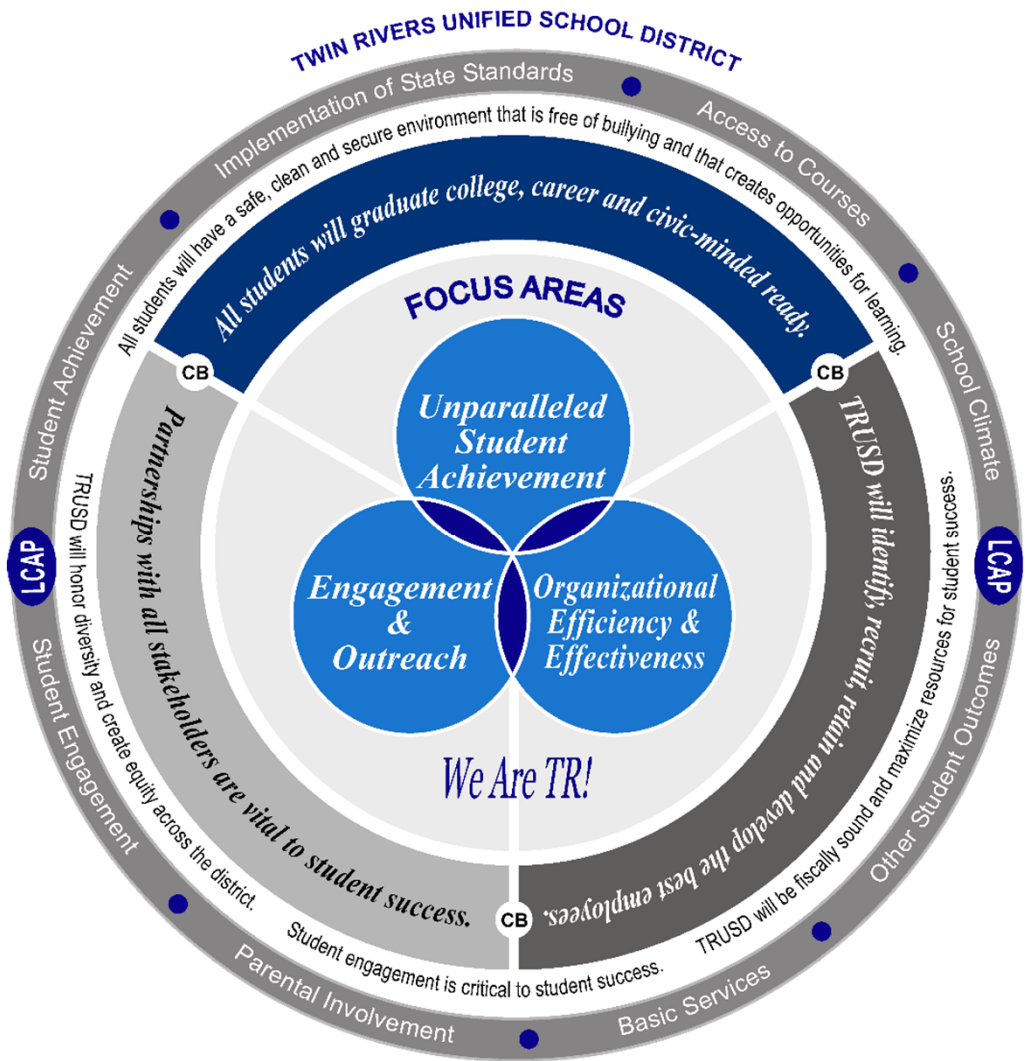 TWIN RIVERS UNIFIED SCHOOL DISTRICT
Implementation of State Standards
Access to Courses
School Climate
LCAP
Other Student Outcomes
Basic Services
Parental Involvement
Student Engagement
LCAP
Student Achievement
All students will have a safe, clean and secure environment that is free of bullying and that creates opportunities for learning.
TRUSD will be fiscally sound and maximize resources for student success.
Student engagement is critical to student success.
TRUSD will honor diversity and create equity across the district.
All students will graduate college, career and civic-minded ready.
CB
TRUSD will identify, recruit, retain and develop the best employees.
CB
Partnerships with all stakeholders are vital to student success.
CB
FOCUS AREAS
Unparalleled
Student
Achievement
Engagement
&
Outreach
Organizational
Efficiency &
Effectiveness
We Are TR!